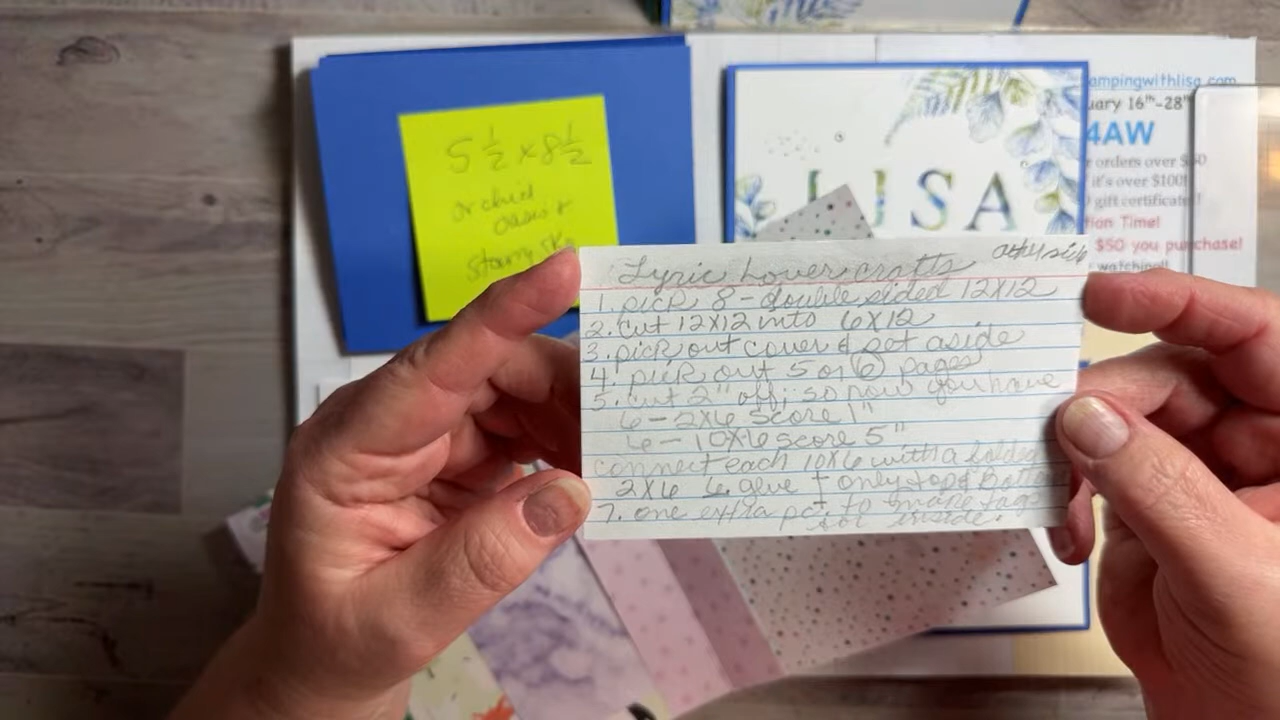 ampingwithlisa.com
uary 16th-28th
4AW
e orders over $50
it's over $100!
gift certificate!
tion Time!
$50 you purchase!
watching!!
5 1/2 x 8 1/2
orchid
oasis +
starry sky
LISA
Lyric Lover crafts
1. pick 8 - double sided 12X12
2. cut 12X12 into 6X12
3. pick out cover & set aside
4. pick out 5 or 6 pages
5. cut 2" off; so now you have
6 - 2X6 score 1"
6 - 10X6 score 5"
connect each 10X6 with a folded
2X6 6. glue only top & Bottom
7. one extra pc. to make tags
for inside.